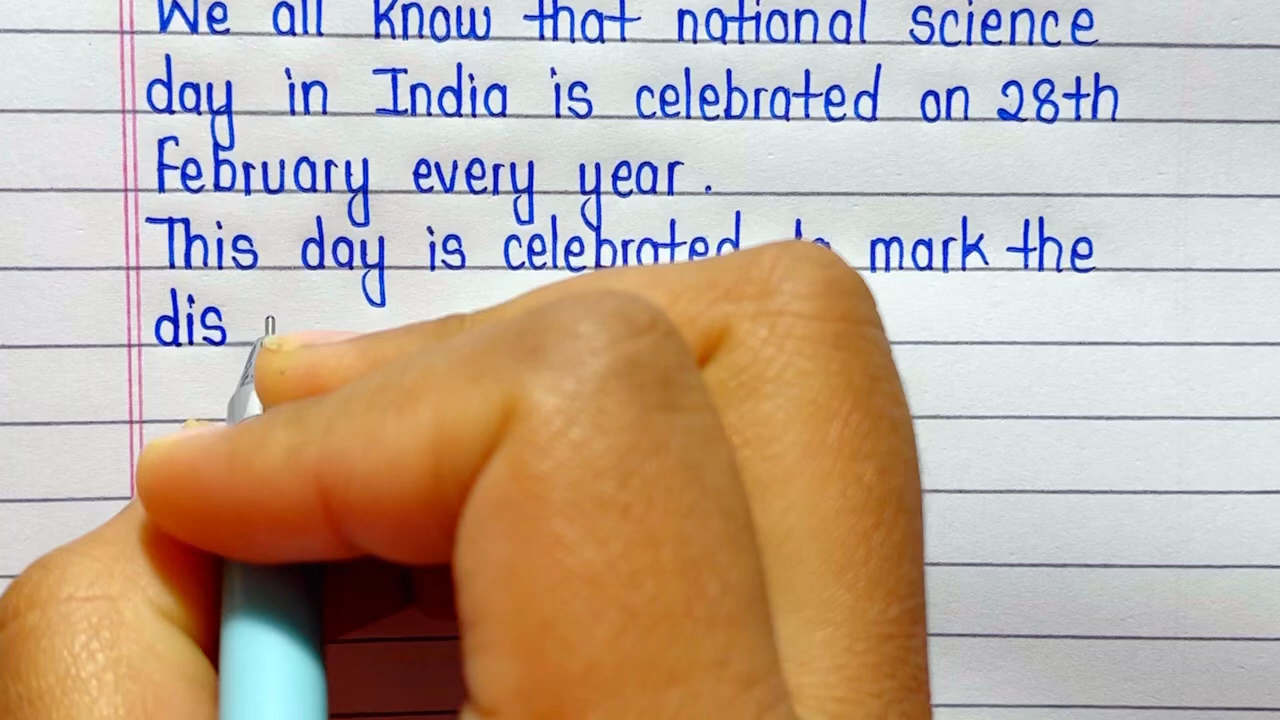 We all know that national science
day in India is celebrated on 28th
February every year.
This day is celebrated to mark the
dis